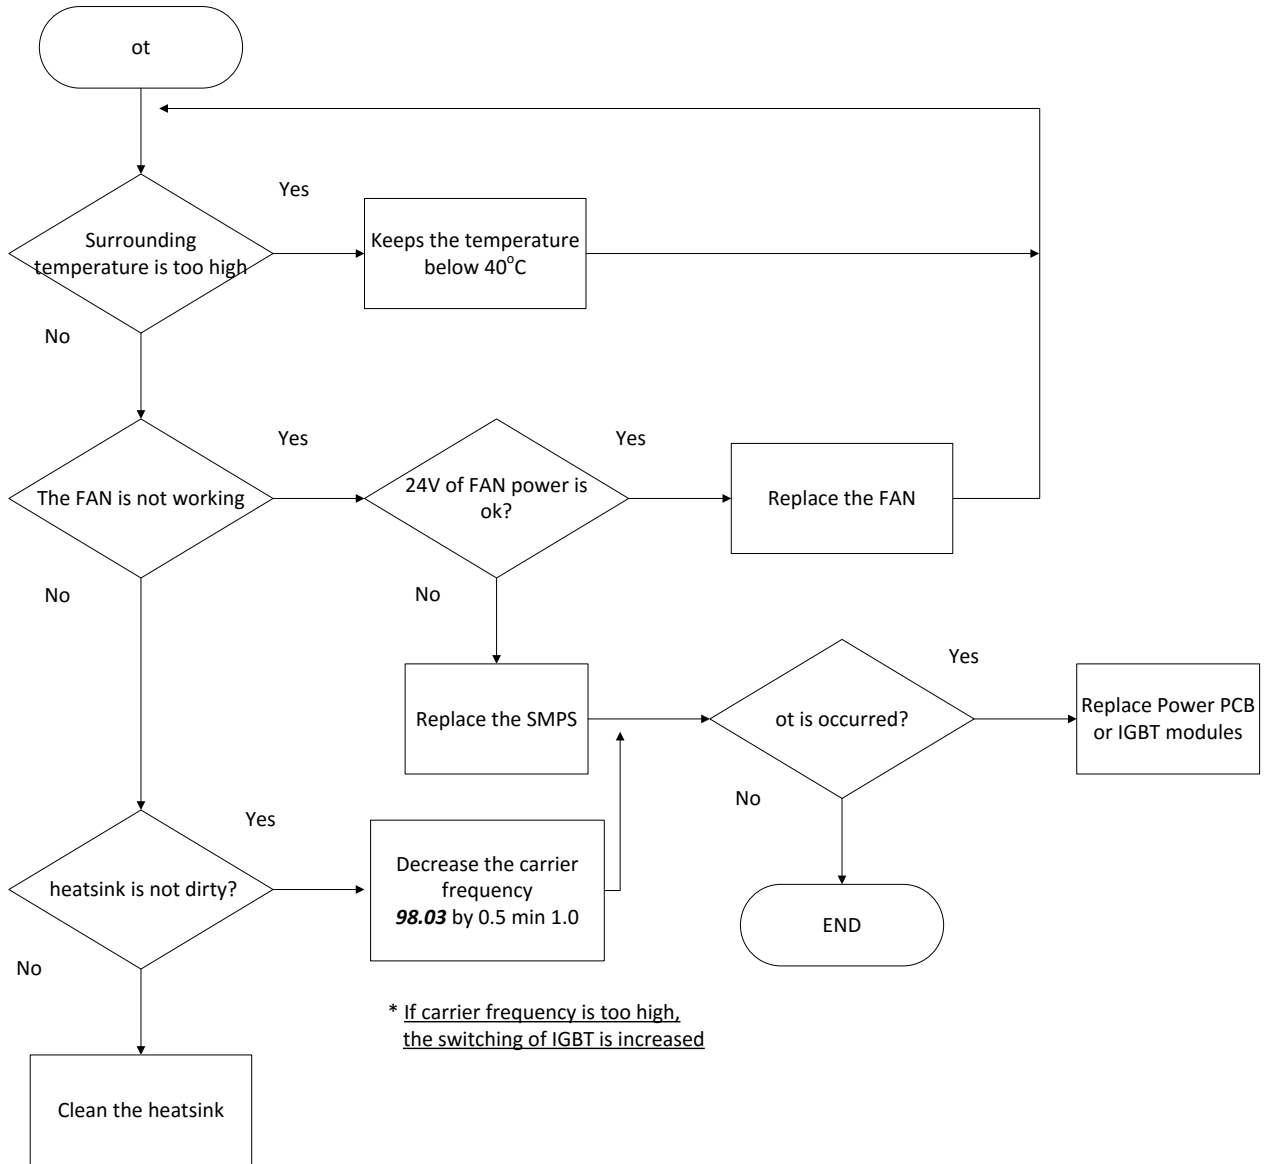 ot
Yes
Surrounding
temperature is too high
Keeps the temperature
below 40°C
No
Yes
Yes
The FAN is not working
24V of FAN power is
ok?
Replace the FAN
No
No
Yes
Replace the SMPS
ot is occurred?
Replace Power PCB
or IGBT modules
No
Yes
heatsink is not dirty?
Decrease the carrier
frequency
98.03 by 0.5 min 1.0
END
No
* If carrier frequency is too high,
the switching of IGBT is increased
Clean the heatsink